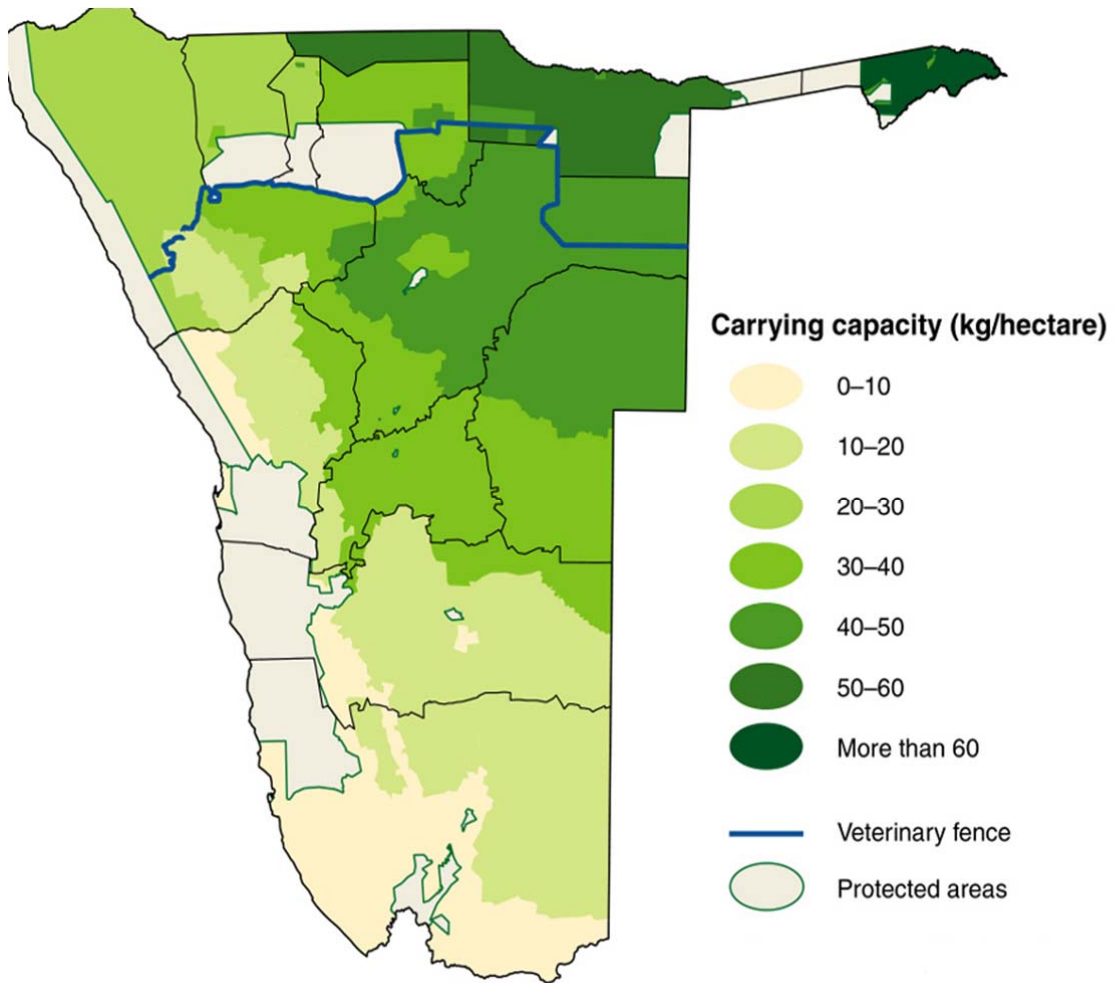 Carrying capacity (kg/hectare)
0–10
10–20
20–30
30–40
40–50
50–60
More than 60
Veterinary fence
Protected areas